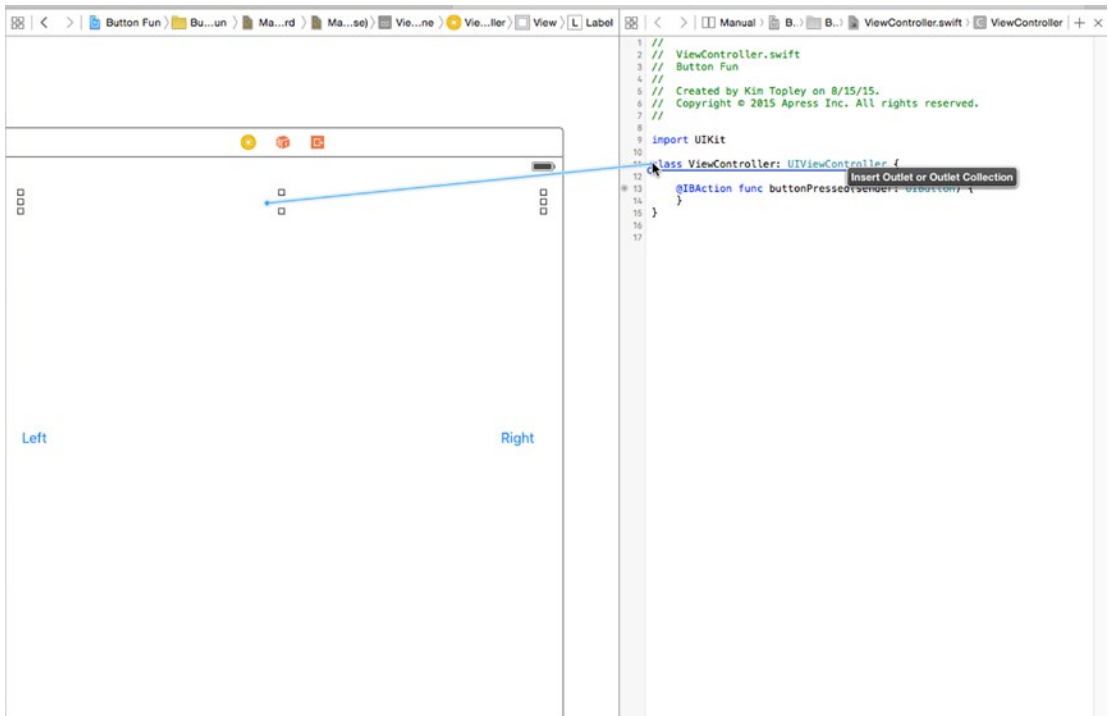 Button Fun Bu...un Ma...rd Ma...se) Vie...ne Vie...ller View L Label
Manual B... B... ViewController.swift C ViewController
1 //
2 //  ViewController.swift
3 //  Button Fun
4 //
5 //  Created by Kim Topley on 8/15/15.
6 //  Copyright © 2015 Apress Inc. All rights reserved.
7 //
8
9 import UIKit
10
class ViewController: UIViewController {
12
Insert Outlet or Outlet Collection
13 @IBAction func buttonPressed(sender: UIButton) {
14 }
15 }
16
17
Left
Right